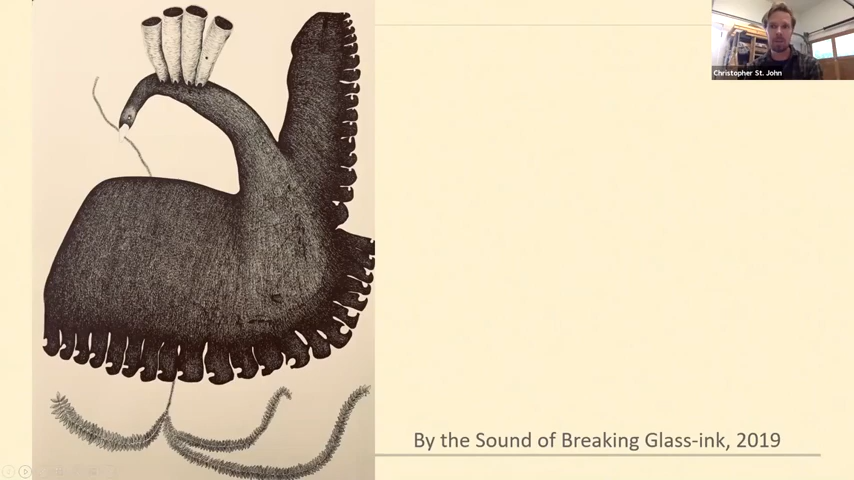 Christopher St. John
By the Sound of Breaking Glass-ink, 2019